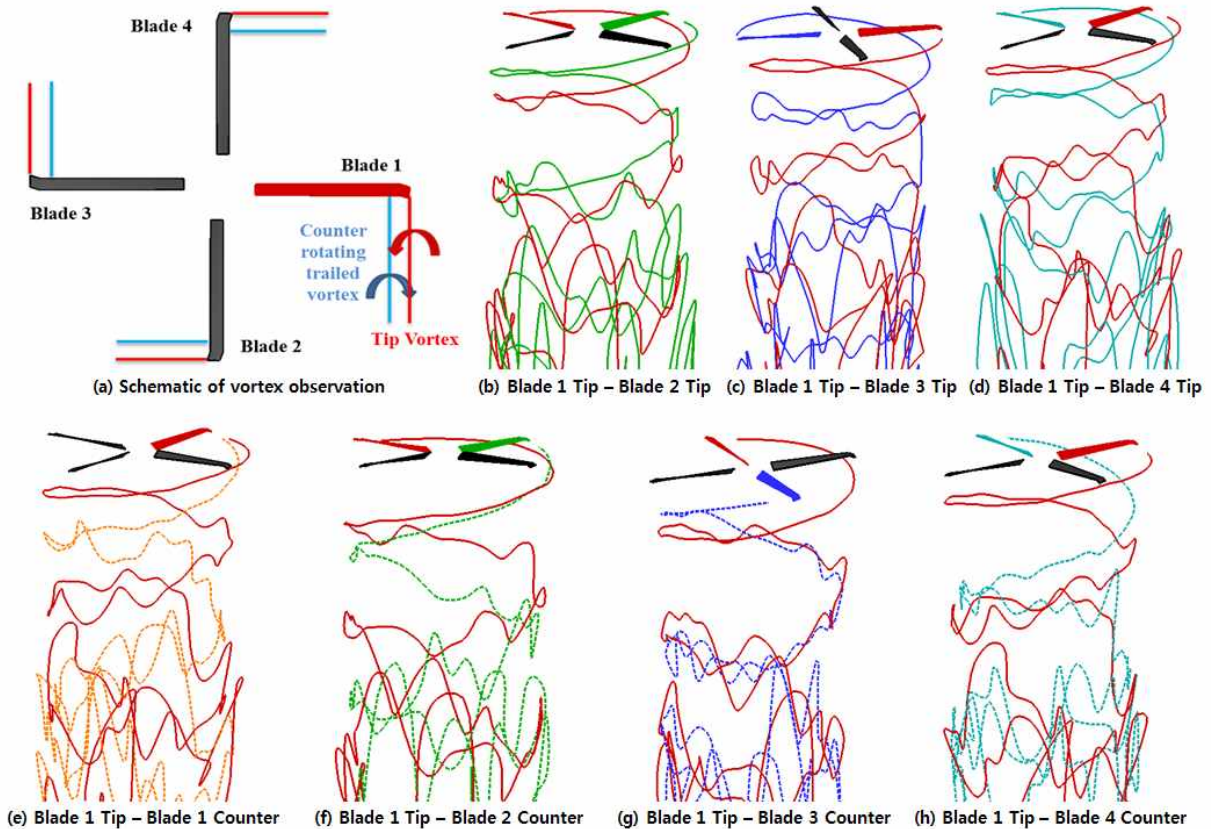 Blade 4
Blade 1
Blade 3
Counter
rotating
trailed
vortex
Tip Vortex
Blade 2
(a) Schematic of vortex observation
(b) Blade 1 Tip – Blade 2 Tip
(c) Blade 1 Tip – Blade 3 Tip
(d) Blade 1 Tip – Blade 4 Tip
(e) Blade 1 Tip – Blade 1 Counter
(f) Blade 1 Tip – Blade 2 Counter
(g) Blade 1 Tip – Blade 3 Counter
(h) Blade 1 Tip – Blade 4 Counter